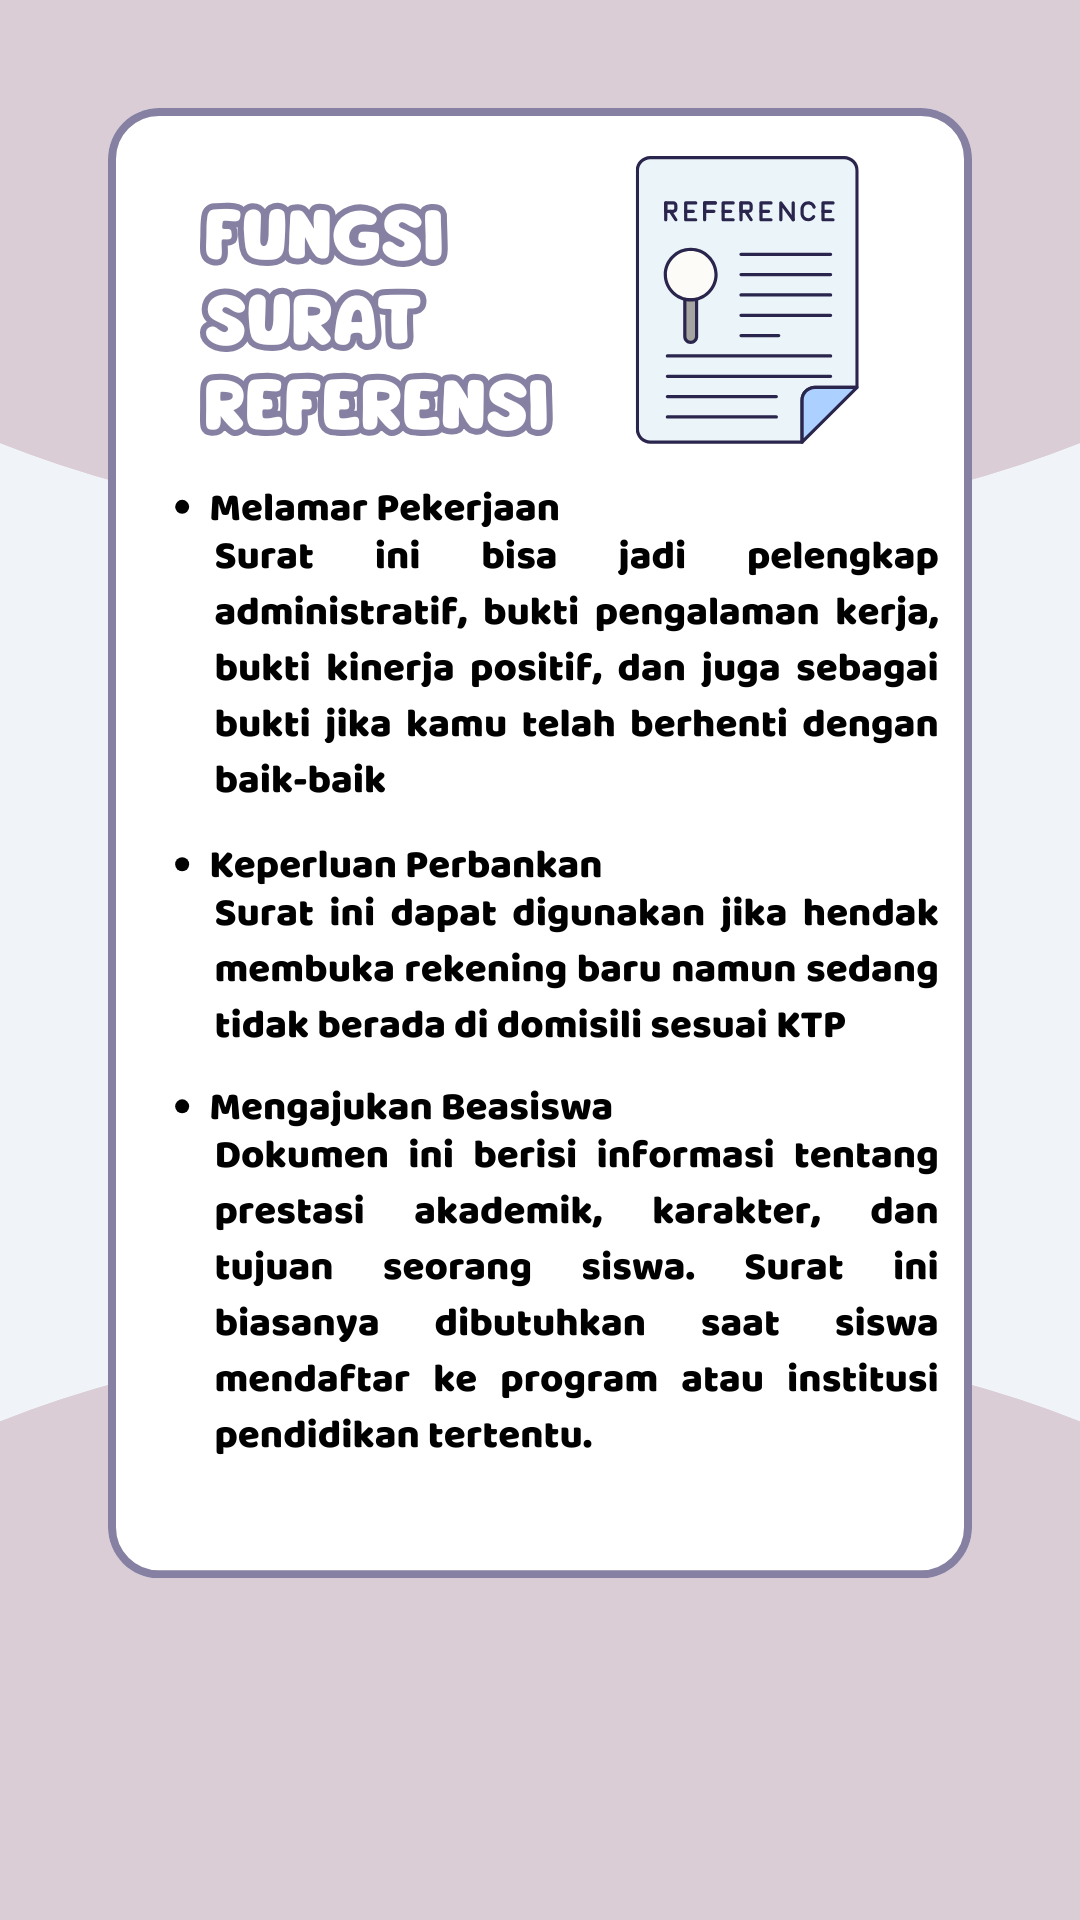 FUNGSI
SURAT
REFERENSI
REFERENCE
• Melamar Pekerjaan
Surat ini bisa jadi pelengkap
administratif, bukti pengalaman kerja,
bukti kinerja positif, dan juga sebagai
bukti jika kamu telah berhenti dengan
baik-baik
• Keperluan Perbankan
Surat ini dapat digunakan jika hendak
membuka rekening baru namun sedang
tidak berada di domisili sesuai KTP
• Mengajukan Beasiswa
Dokumen ini berisi informasi tentang
prestasi akademik, karakter, dan
tujuan seorang siswa. Surat ini
biasanya dibutuhkan saat siswa
mendaftar ke program atau institusi
pendidikan tertentu.